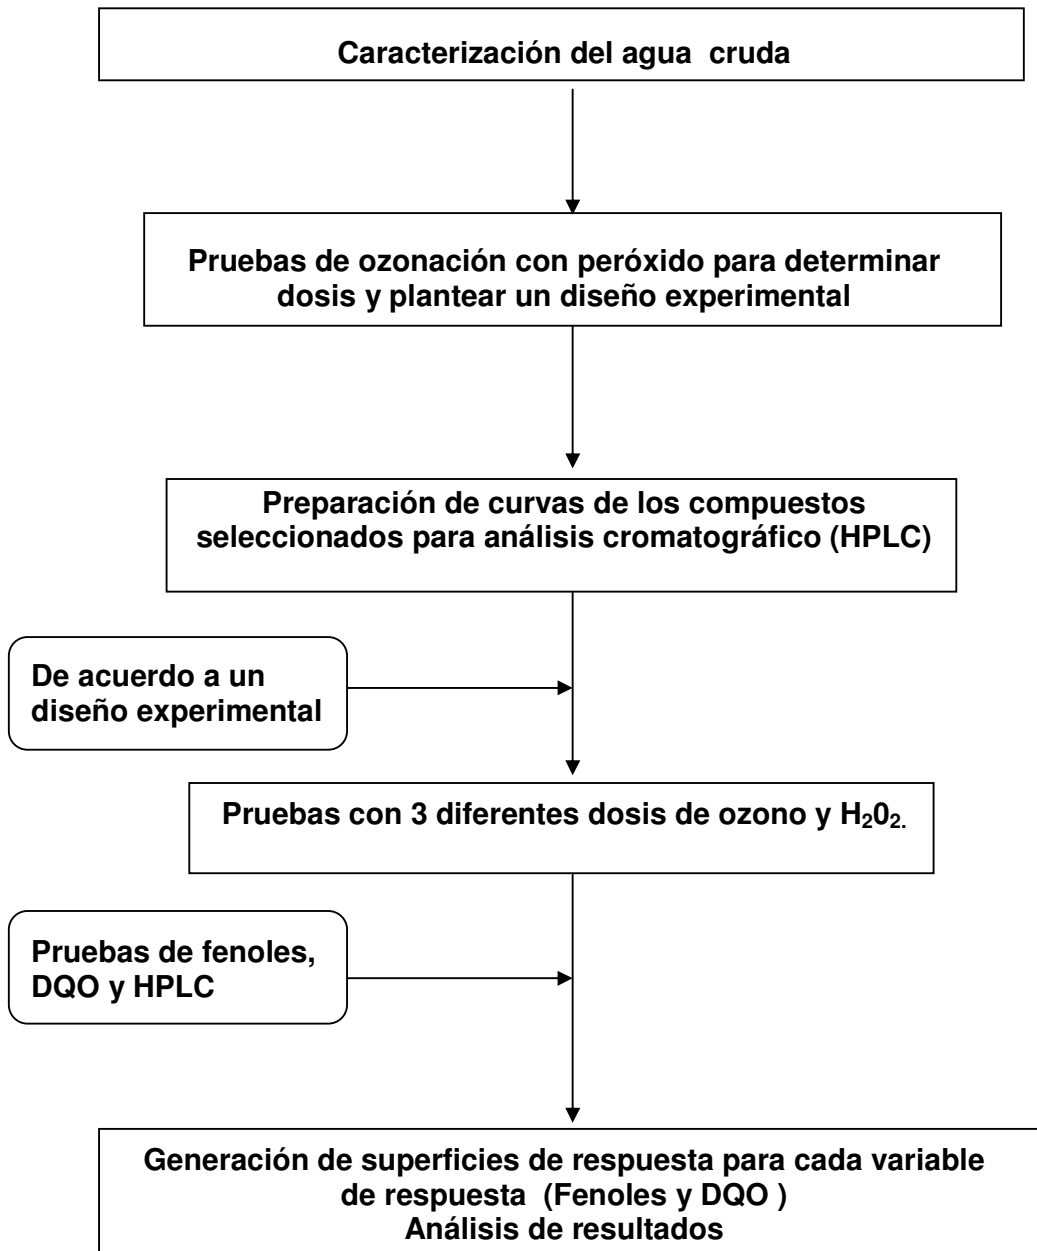 Caracterización del agua  cruda
Pruebas de ozonación con peróxido para determinar
dosis y plantear un diseño experimental
Preparación de curvas de los compuestos
seleccionados para análisis cromatográfico (HPLC)
De acuerdo a un
diseño experimental
Pruebas con 3 diferentes dosis de ozono y H₂0₂.
Pruebas de fenoles,
DQO y HPLC
Generación de superficies de respuesta para cada variable
de respuesta  (Fenoles y DQO )
Análisis de resultados